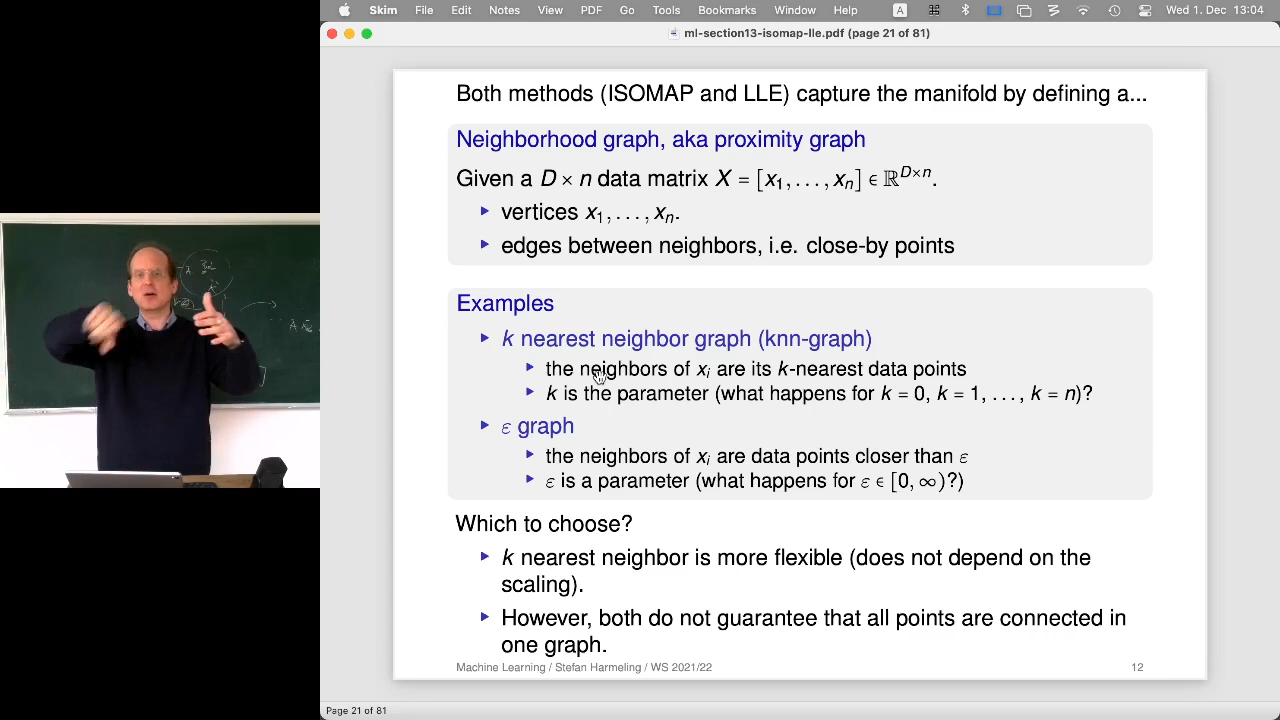 Skim File Edit Notes View PDF Go Tools Bookmarks Window Help A Wed 1. Dec 13:04
ml-section13-isomap-lle.pdf (page 21 of 81)
Both methods (ISOMAP and LLE) capture the manifold by defining a...
Neighborhood graph, aka proximity graph
Given a D × n data matrix X = [x₁, . . . , xₙ] ∈ ℝ^{D×n}.
▸ vertices x₁, . . . , xₙ.
▸ edges between neighbors, i.e. close-by points
Examples
▸ k nearest neighbor graph (knn-graph)
▸ the neighbors of xᵢ are its k-nearest data points
▸ k is the parameter (what happens for k = 0, k = 1, . . . , k = n)?
▸ ε graph
▸ the neighbors of xᵢ are data points closer than ε
▸ ε is a parameter (what happens for ε ∈ [0, ∞)?)
Which to choose?
▸ k nearest neighbor is more flexible (does not depend on the
scaling).
▸ However, both do not guarantee that all points are connected in
one graph.
Machine Learning / Stefan Harmeling / WS 2021/22 12
Page 21 of 81